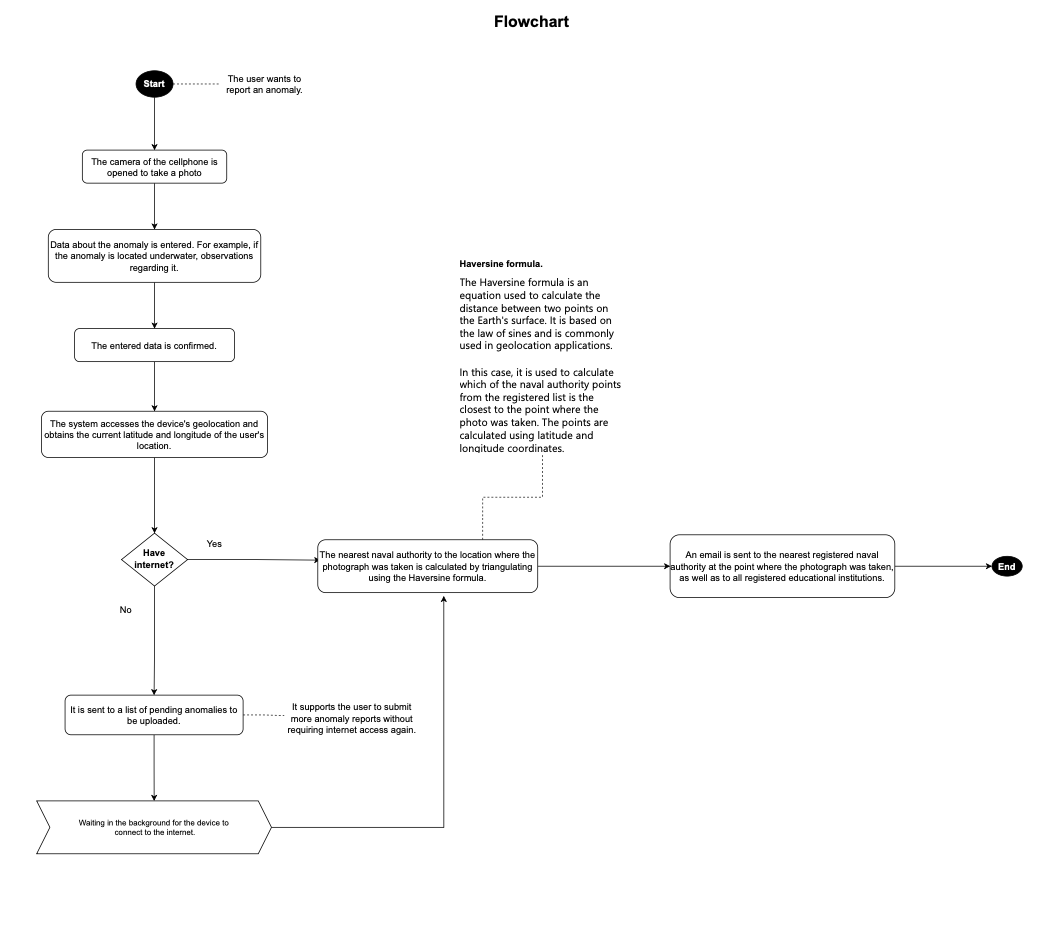 Flowchart
Start
The user wants to
report an anomaly.
The camera of the cellphone is
opened to take a photo
Data about the anomaly is entered. For example, if
the anomaly is located underwater, observations
regarding it.
The entered data is confirmed.
The system accesses the device's geolocation and
obtains the current latitude and longitude of the user's
location.
Haversine formula.
The Haversine formula is an
equation used to calculate the
distance between two points on
the Earth's surface. It is based on
the law of sines and is commonly
used in geolocation applications.
In this case, it is used to calculate
which of the naval authority points
from the registered list is the
closest to the point where the
photo was taken. The points are
calculated using latitude and
longitude coordinates.
Have
internet?
Yes
No
The nearest naval authority to the location where the
photograph was taken is calculated by triangulating
using the Haversine formula.
An email is sent to the nearest registered naval
authority at the point where the photograph was taken,
as well as to all registered educational institutions.
End
It is sent to a list of pending anomalies to
be uploaded.
It supports the user to submit
more anomaly reports without
requiring internet access again.
Waiting in the background for the device to
connect to the internet.